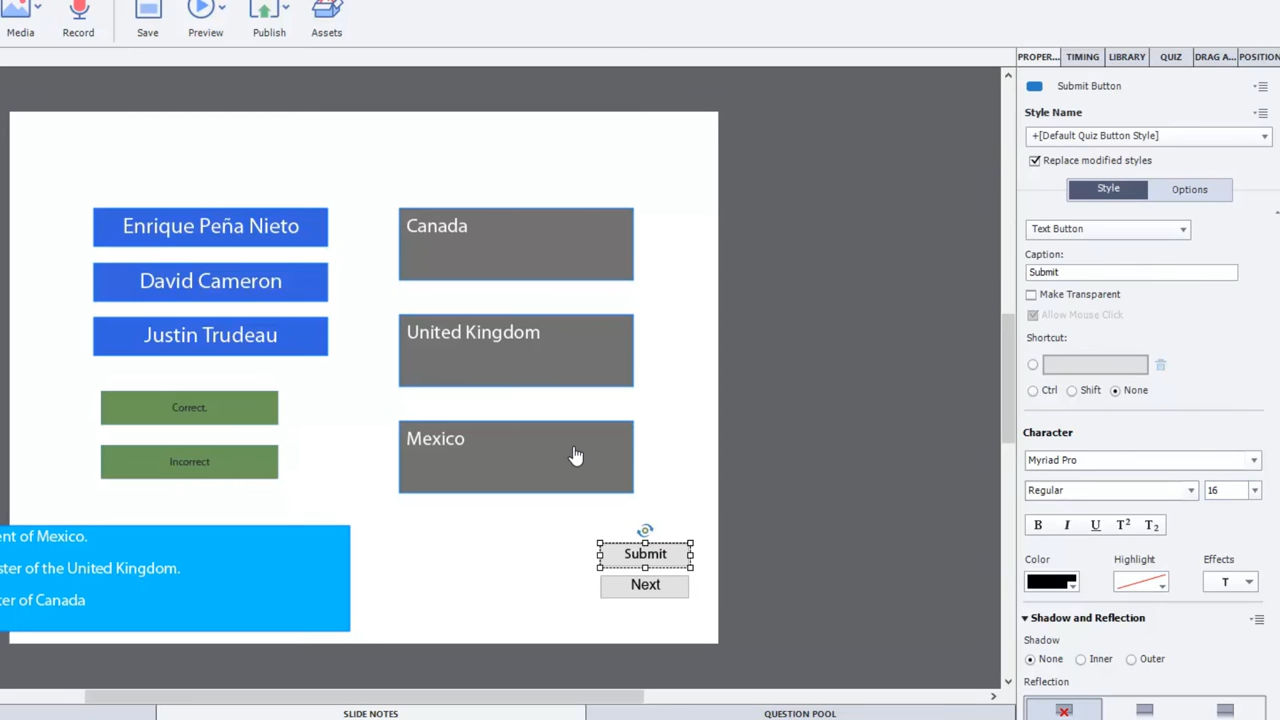 Media
Record
Save
Preview
Publish
Assets
PROPER...
TIMING
LIBRARY
QUIZ
DRAG A...
POSITION
Submit Button
Style Name
+[Default Quiz Button Style]
Replace modified styles
Style
Options
Text Button
Caption:
Submit
Make Transparent
Allow Mouse Click
Shortcut:
Ctrl
Shift
None
Character
Myriad Pro
Regular
16
B I U T² T₂
Color
Highlight
Effects
T
Shadow and Reflection
Shadow
None
Inner
Outer
Reflection
Enrique Peña Nieto
David Cameron
Justin Trudeau
Correct.
Incorrect
Canada
United Kingdom
Mexico
ent of Mexico.
ster of the United Kingdom.
ter of Canada
Submit
Next
SLIDE NOTES
QUESTION POOL